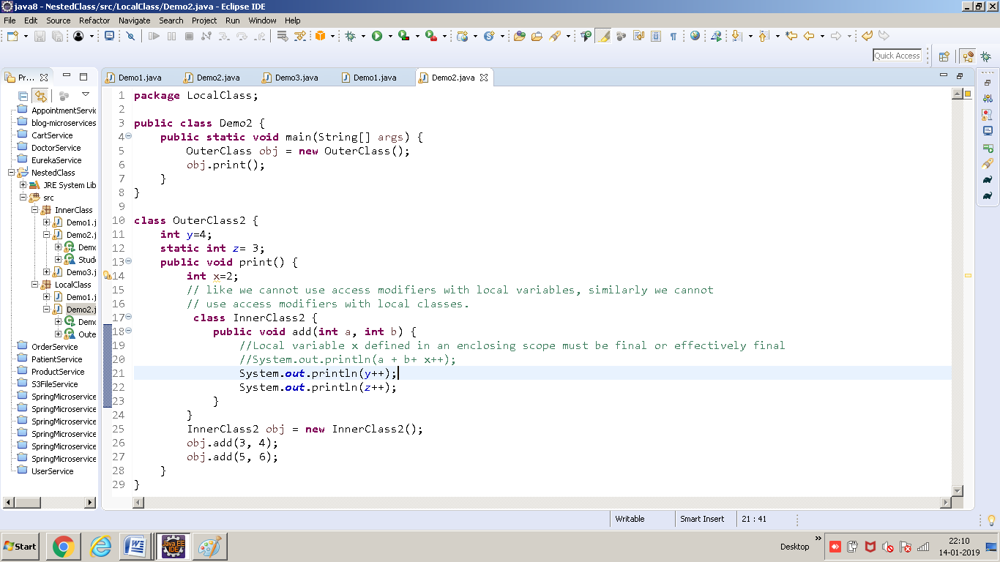 java8 - NestedClass/src/LocalClass/Demo2.java - Eclipse IDE
File Edit Source Refactor Navigate Search Project Run Window Help
Quick Access
Pr...
Demo1.java Demo2.java Demo3.java Demo1.java Demo2.java
AppointmentServic
blog-microservices
CartService
DoctorService
EurekaService
NestedClass
JRE System Lib
src
InnerClass
Demo1.j
Demo2.j
Demo
Stude
Demo3.j
LocalClass
Demo1.j
Demo2.j
Demo
Oute
OrderService
PatientService
ProductService
S3FileService
SpringMicroservice
SpringMicroservice
SpringMicroservice
SpringMicroservice
SpringMicroservice
SpringMicroservice
UserService
1 package LocalClass;
2
3 public class Demo2 {
4 public static void main(String[] args) {
5 OuterClass obj = new OuterClass();
6 obj.print();
7 }
8 }
9
10 class OuterClass2 {
11 int y=4;
12 static int z= 3;
13 public void print() {
14 int x=2;
15 // like we cannot use access modifiers with local variables, similarly we cannot
16 // use access modifiers with local classes.
17 class InnerClass2 {
18 public void add(int a, int b) {
19 //Local variable x defined in an enclosing scope must be final or effectively final
20 //System.out.println(a + b+ x++);
21 System.out.println(y++);
22 System.out.println(z++);
23 }
24 }
25 InnerClass2 obj = new InnerClass2();
26 obj.add(3, 4);
27 obj.add(5, 6);
28 }
29 }
Writable Smart Insert 21 : 41
Start
Java EE IDE
Desktop
22:10
14-01-2019